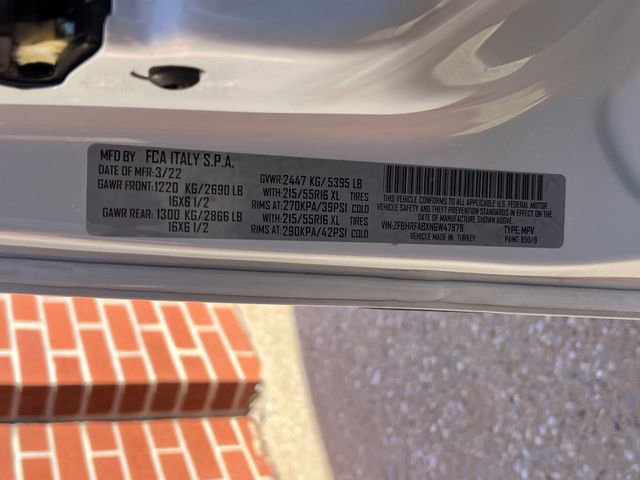 MFD BY FCA ITALY S.P.A.
DATE OF MFR:3/22 GVWR:2447 KG/ 5395 LB
GAWR FRONT:1220 KG/2690 LB WITH:215/55R16 XL TIRES
16X6 1/2 RIMS AT:270KPA/39PSI COLD
GAWR REAR:1300 KG/2866 LB WITH:215/55R16 XL TIRES
16X6 1/2 RIMS AT:290KPA/42PSI COLD
THIS VEHICLE CONFORMS TO ALL APPLICABLE U.S. FEDERAL MOTOR
VEHICLE SAFETY AND THEFT PREVENTION STANDARDS IN EFFECT ON THE
DATE OF MANUFACTURE SHOWN ABOVE.
VIN:ZFBHRFABXN6W47878 TYPE: MPV
VEHICLE MADE IN: TURKEY PAINT: 850/B